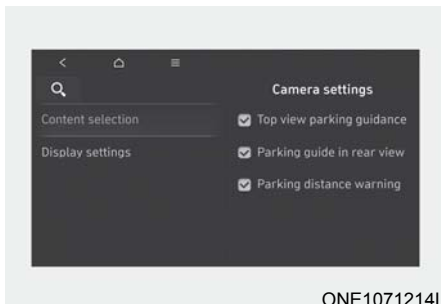 Camera settings
Content selection
Top view parking guidance
Display settings
Parking guide in rear view
Parking distance warning
ONE1071214L